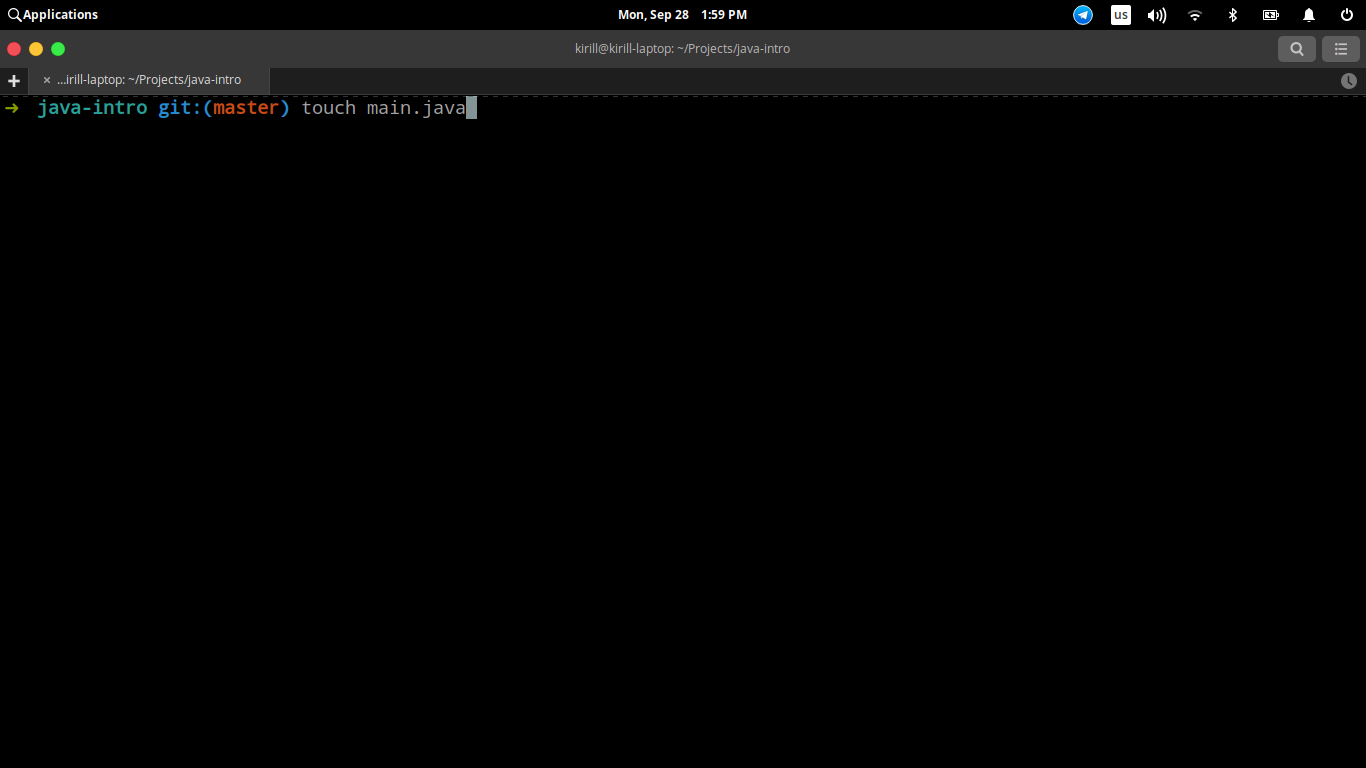 Applications
Mon, Sep 28 1:59 PM
us
kirill@kirill-laptop: ~/Projects/java-intro
...irill-laptop: ~/Projects/java-intro
➜ java-intro git:(master) touch main.java